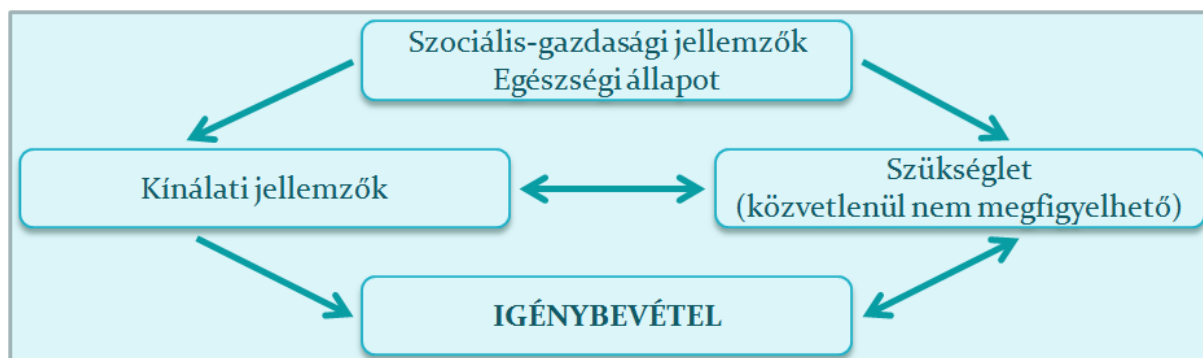 Szociális-gazdasági jellemzők
Egészségi állapot
Kínálati jellemzők
Szükséglet
(közvetlenül nem megfigyelhető)
IGÉNYBEVÉTEL